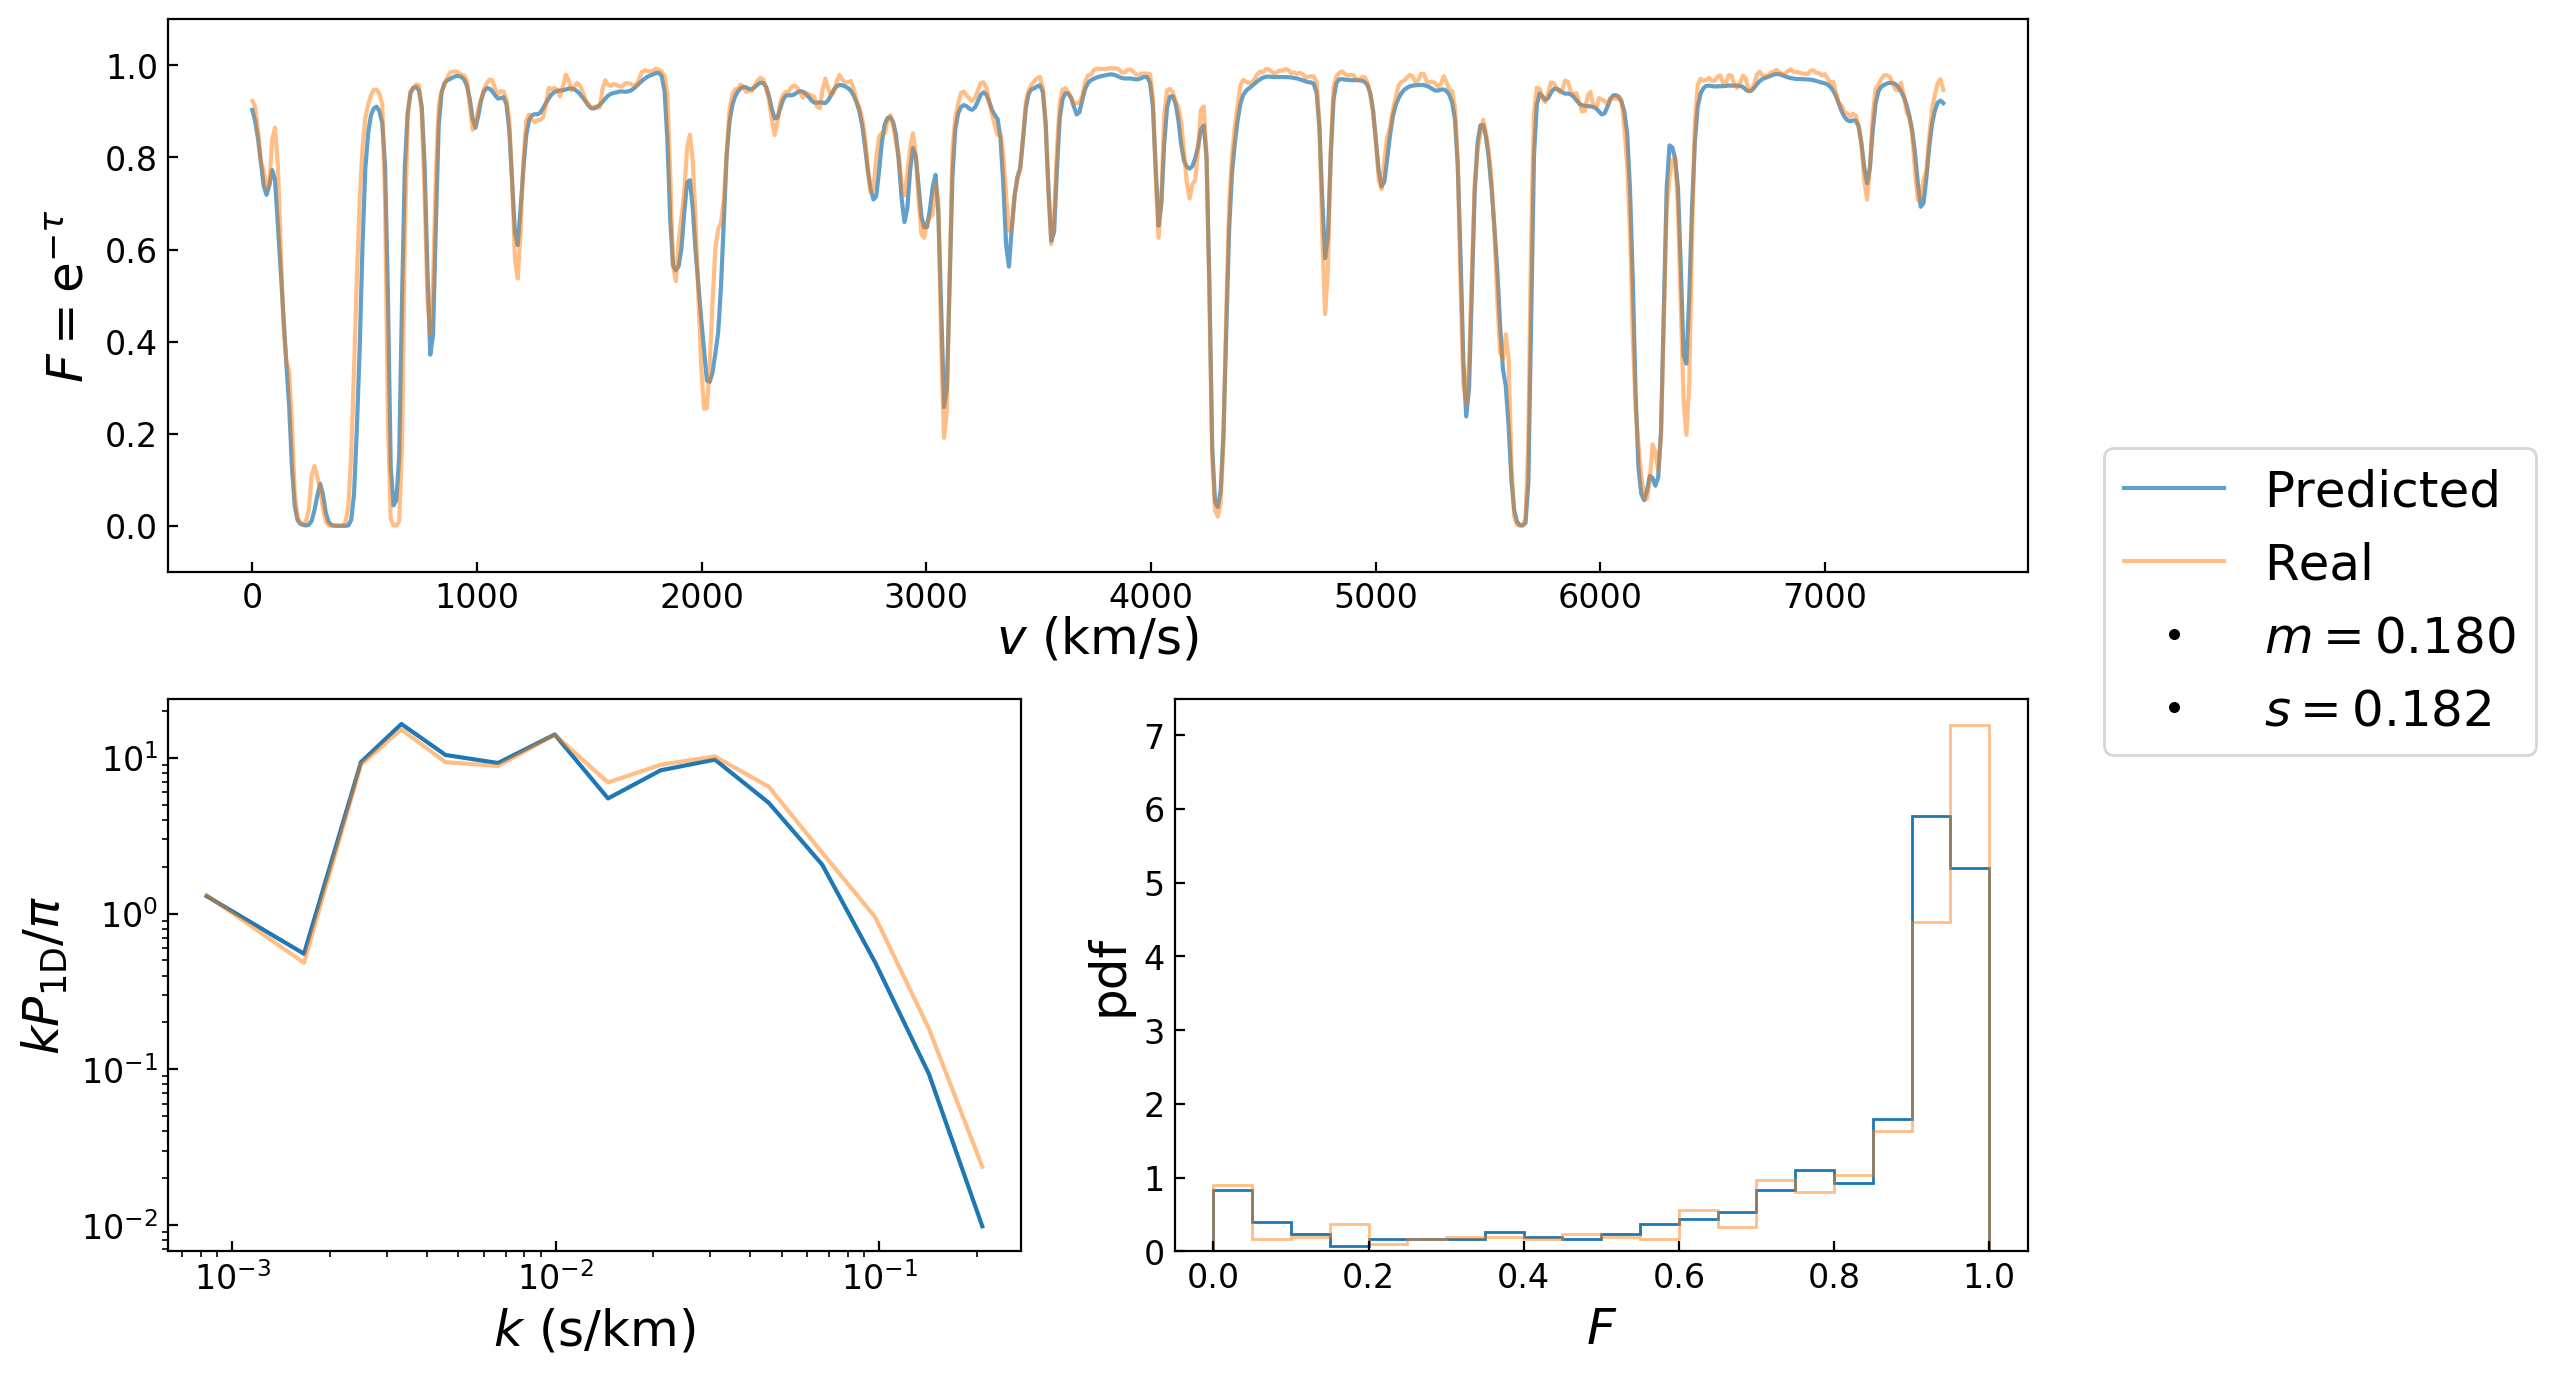 1.0
0.8
0.6
0.4
0.2
0.0
F = e^{−τ}
0 1000 2000 3000 4000 5000 6000 7000
v (km/s)
Predicted
Real
m = 0.180
s = 0.182
10^1
10^0
10^{-1}
10^{-2}
kP_{1D}/π
10^{-3} 10^{-2} 10^{-1}
k (s/km)
7
6
5
4
3
2
1
0
pdf
0.0 0.2 0.4 0.6 0.8 1.0
F